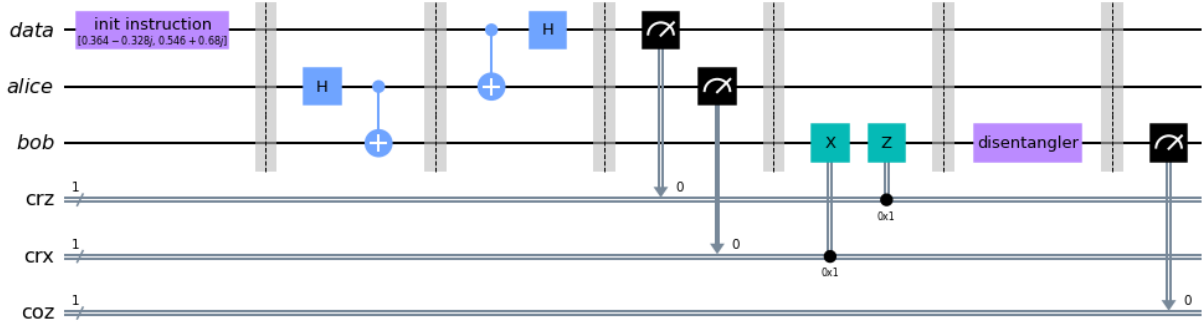 data
init instruction
[0.364 − 0.328j, 0.546 + 0.68j]
H
alice
H
bob
X
Z
disentangler
crz
1
0
0x1
crx
1
0
0x1
coz
1
0